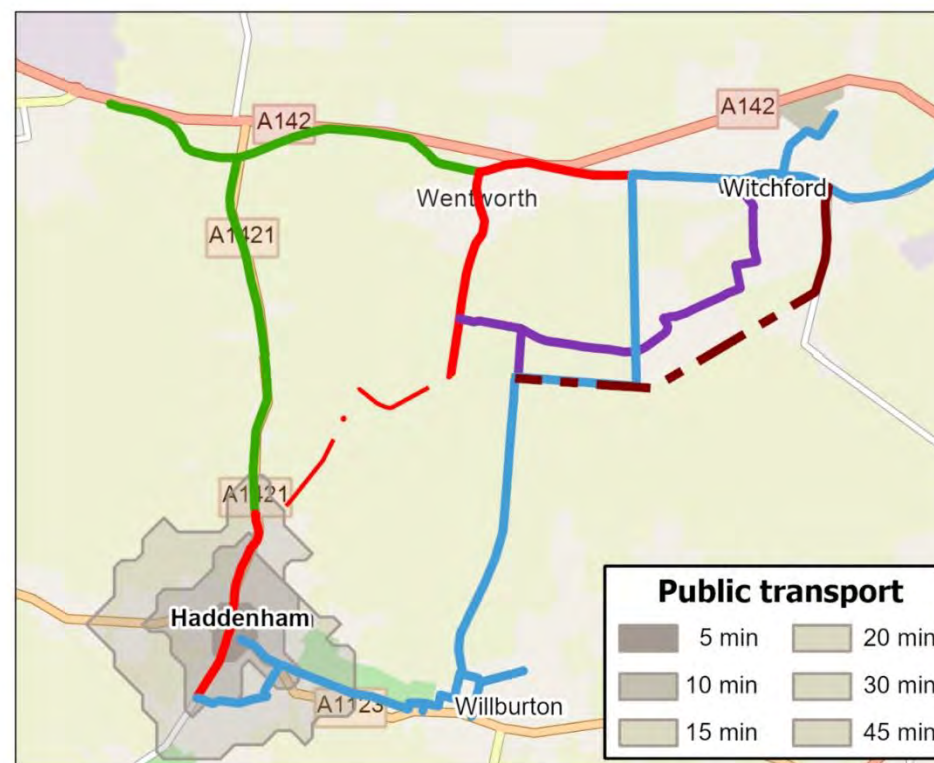 A142
A142
Witchford
Wentworth
A1421
A1421
Haddenham
A1123
Willburton
Public transport
5 min 20 min
10 min 30 min
15 min 45 min